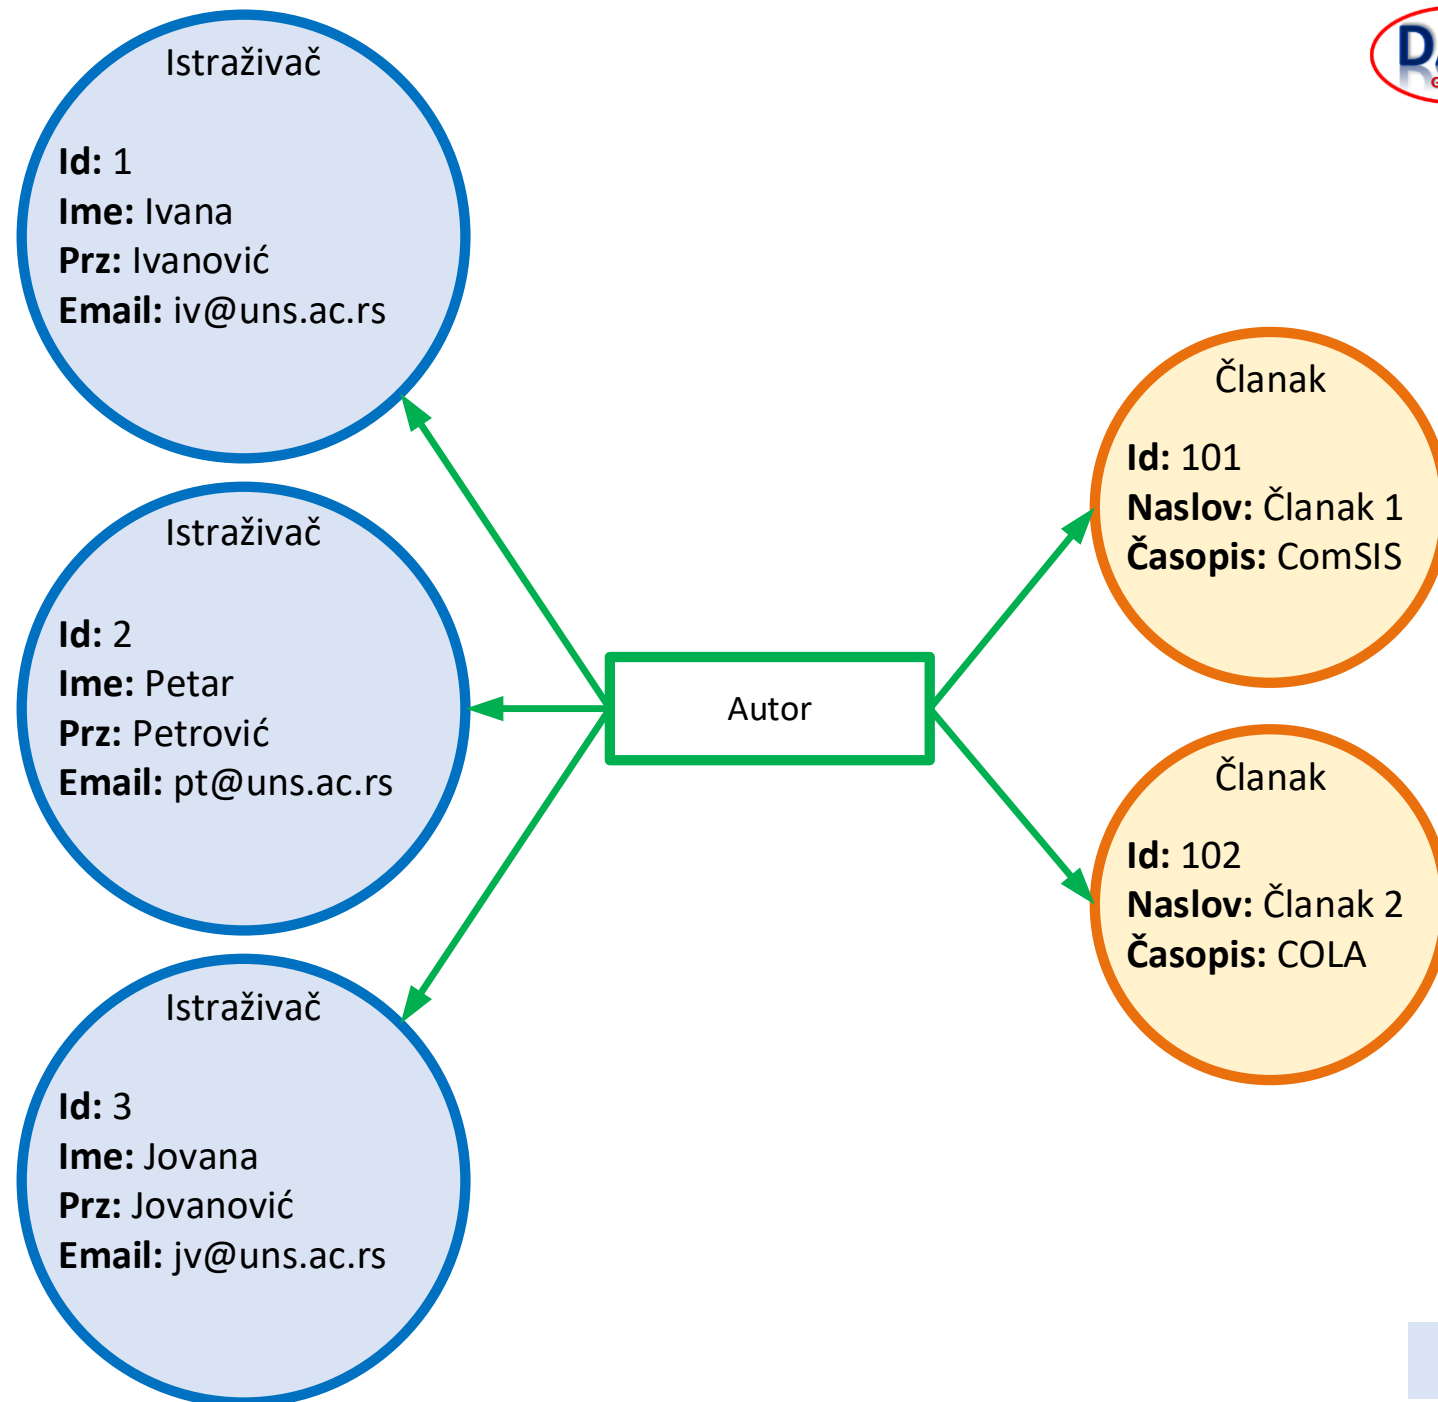 Istraživač
Id: 1
Ime: Ivana
Prz: Ivanović
Email: iv@uns.ac.rs
Istraživač
Id: 2
Ime: Petar
Prz: Petrović
Email: pt@uns.ac.rs
Istraživač
Id: 3
Ime: Jovana
Prz: Jovanović
Email: jv@uns.ac.rs
Autor
Članak
Id: 101
Naslov: Članak 1
Časopis: ComSIS
Članak
Id: 102
Naslov: Članak 2
Časopis: COLA